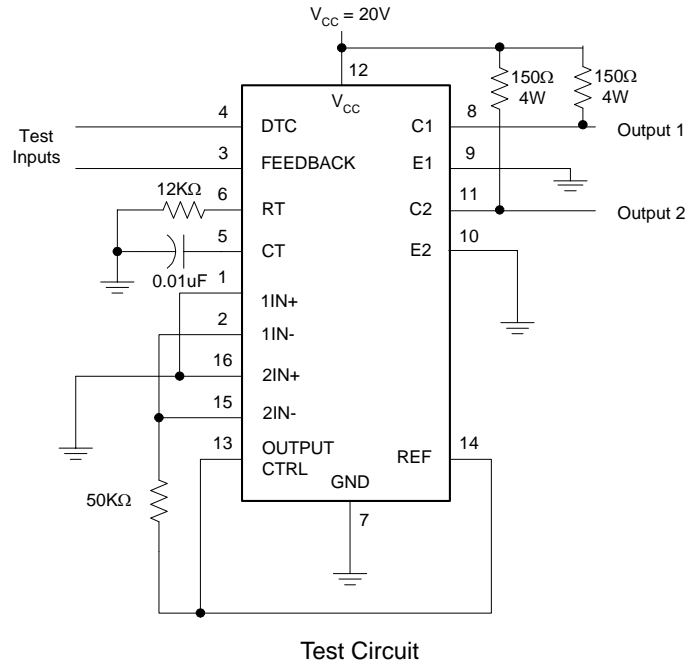 V_CC = 20V
12
150Ω
4W
150Ω
4W
V_CC
4
DTC
C1
8
Output 1
Test
Inputs
3
FEEDBACK
E1
9
12KΩ
6
RT
C2
11
Output 2
5
CT
E2
10
0.01uF
1
1IN+
2
1IN-
16
2IN+
15
2IN-
13
OUTPUT
CTRL
REF
14
GND
50KΩ
7
Test Circuit